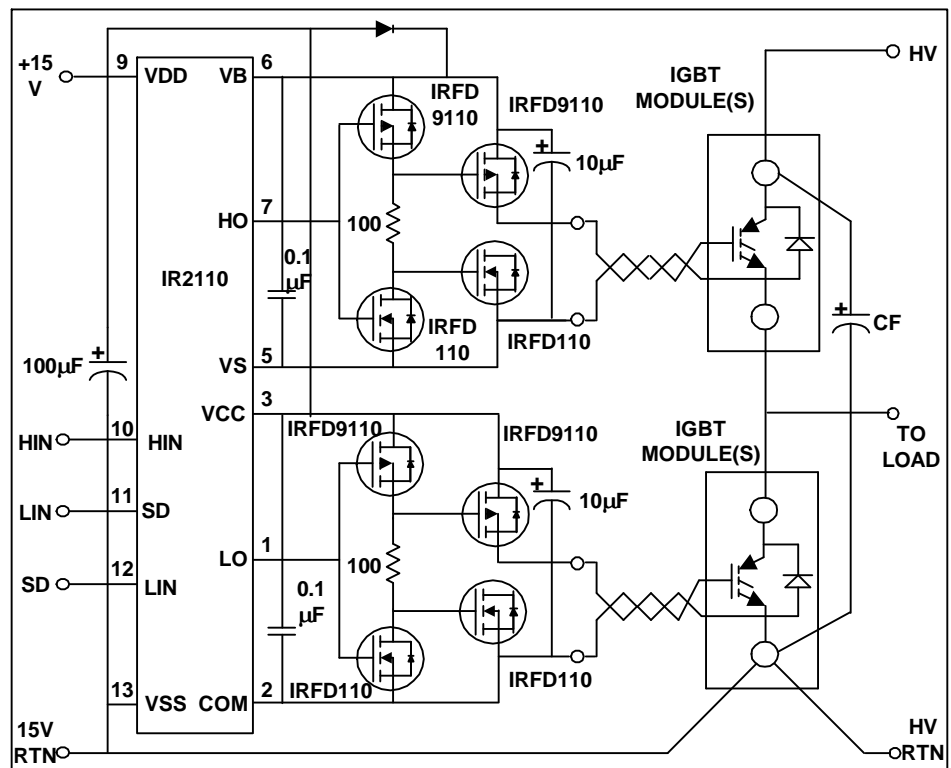 +15
V
9
VDD
VB
6
IRFD
9110
IRFD9110
10µF
IGBT
MODULE(S)
HV
HO
7
100
0.1
µF
IR2110
IRFD
110
IRFD110
CF
100µF
VS
5
VCC
3
HIN
10
HIN
IRFD9110
IRFD9110
10µF
IGBT
MODULE(S)
TO
LOAD
LIN
11
SD
LO
1
100
SD
12
LIN
0.1
µF
13
VSS
COM
2
IRFD110
IRFD110
15V
RTN
HV
RTN